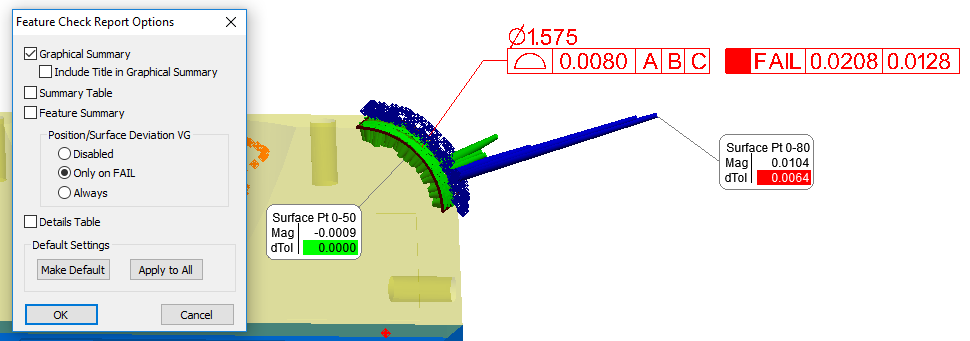 Feature Check Report Options
Graphical Summary
Include Title in Graphical Summary
Summary Table
Feature Summary
Position/Surface Deviation VG
Disabled
Only on FAIL
Always
Details Table
Default Settings
Make Default
Apply to All
OK
Cancel
Ø1.575
0.0080 A B C
FAIL 0.0208 0.0128
Surface Pt 0-80
Mag 0.0104
dTol 0.0064
Surface Pt 0-50
Mag -0.0009
dTol 0.0000